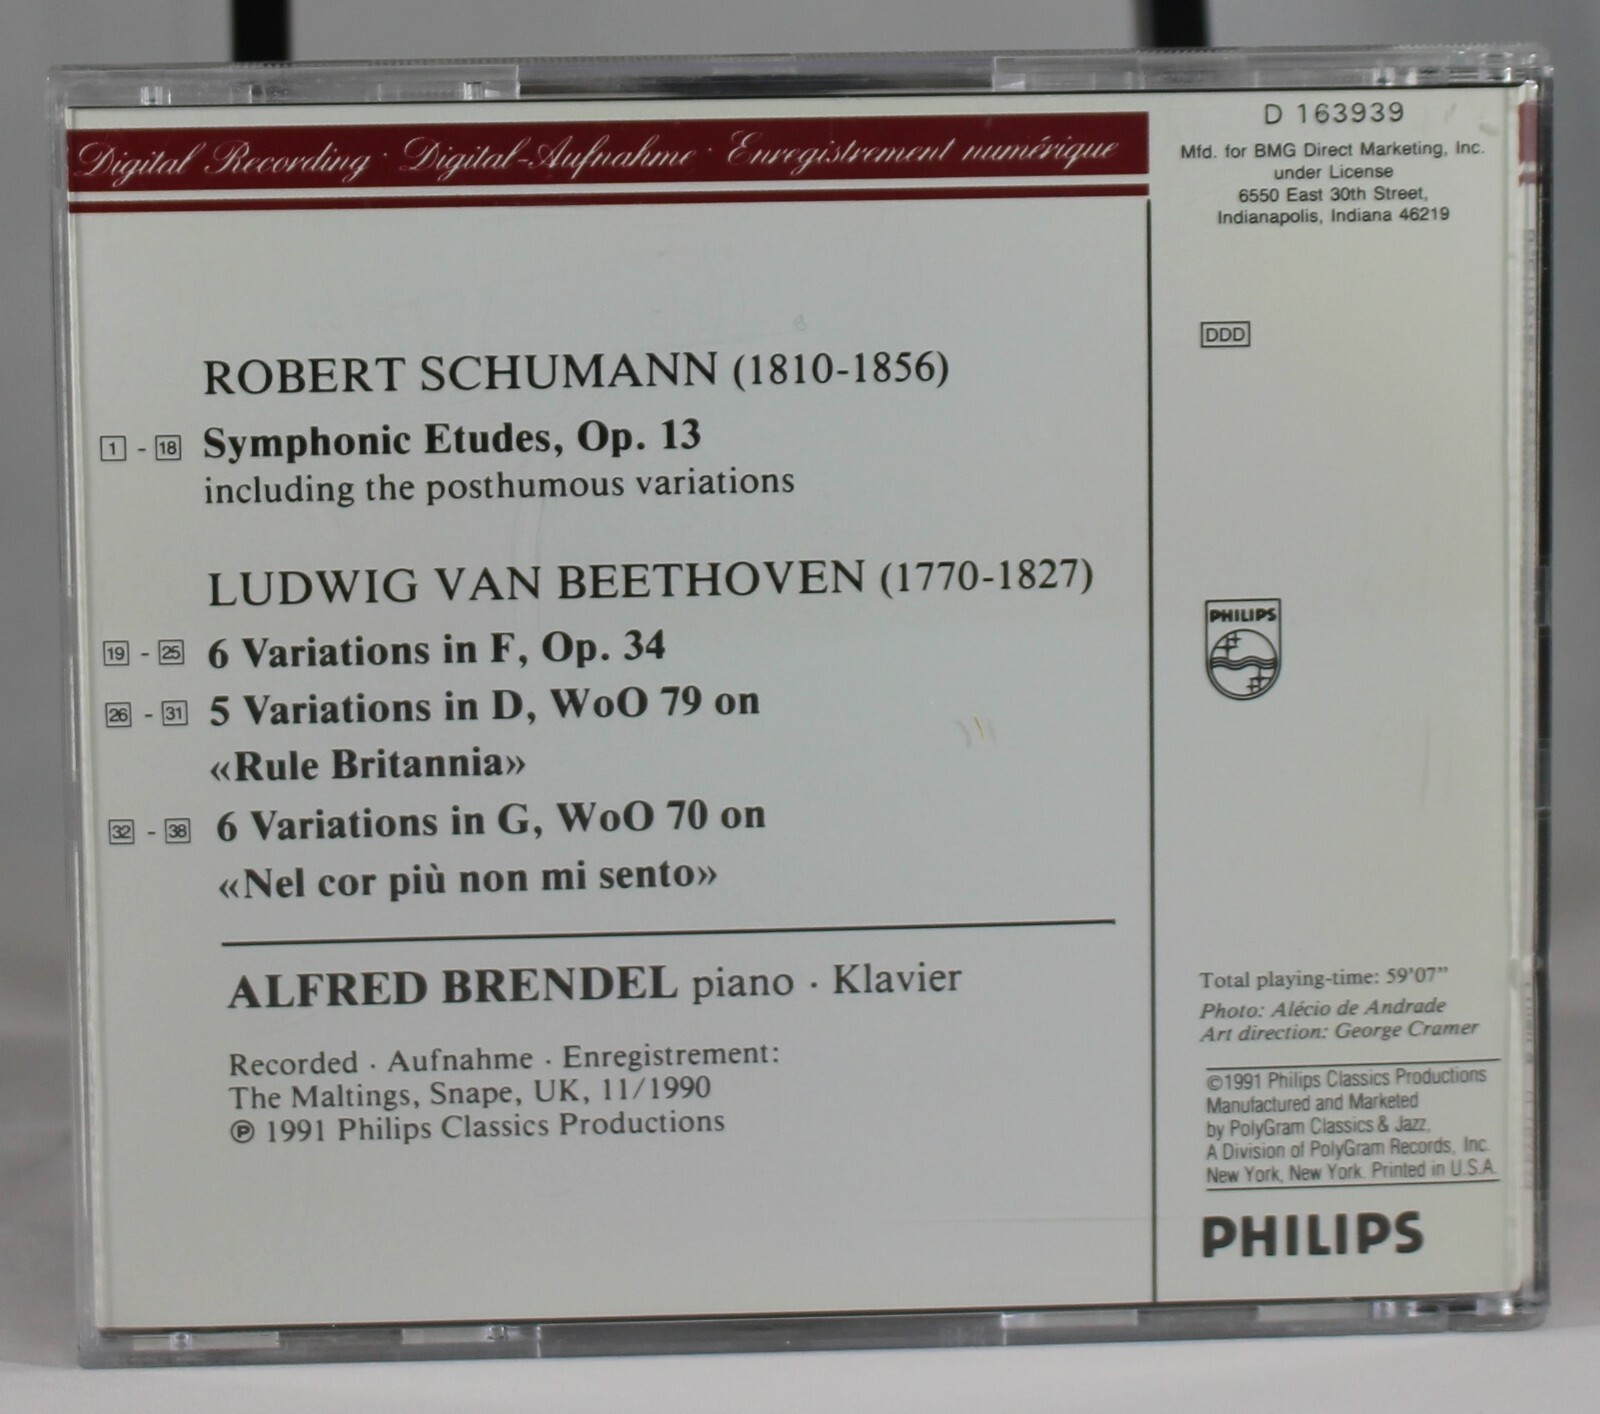 Digital Recording · Digital-Aufnahme · Enregistrement numérique
D 163939
Mfd. for BMG Direct Marketing, Inc.
under License
6550 East 30th Street,
Indianapolis, Indiana 46219
DDD
ROBERT SCHUMANN (1810-1856)
1 - 18 Symphonic Etudes, Op. 13
including the posthumous variations
LUDWIG VAN BEETHOVEN (1770-1827)
19 - 25 6 Variations in F, Op. 34
26 - 31 5 Variations in D, WoO 79 on
«Rule Britannia»
32 - 38 6 Variations in G, WoO 70 on
«Nel cor più non mi sento»
ALFRED BRENDEL piano · Klavier
Recorded · Aufnahme · Enregistrement:
The Maltings, Snape, UK, 11/1990
℗ 1991 Philips Classics Productions
PHILIPS
Total playing-time: 59'07"
Photo: Alécio de Andrade
Art direction: George Cramer
©1991 Philips Classics Productions
Manufactured and Marketed
by PolyGram Classics & Jazz,
A Division of PolyGram Records, Inc.
New York, New York. Printed in U.S.A.
PHILIPS